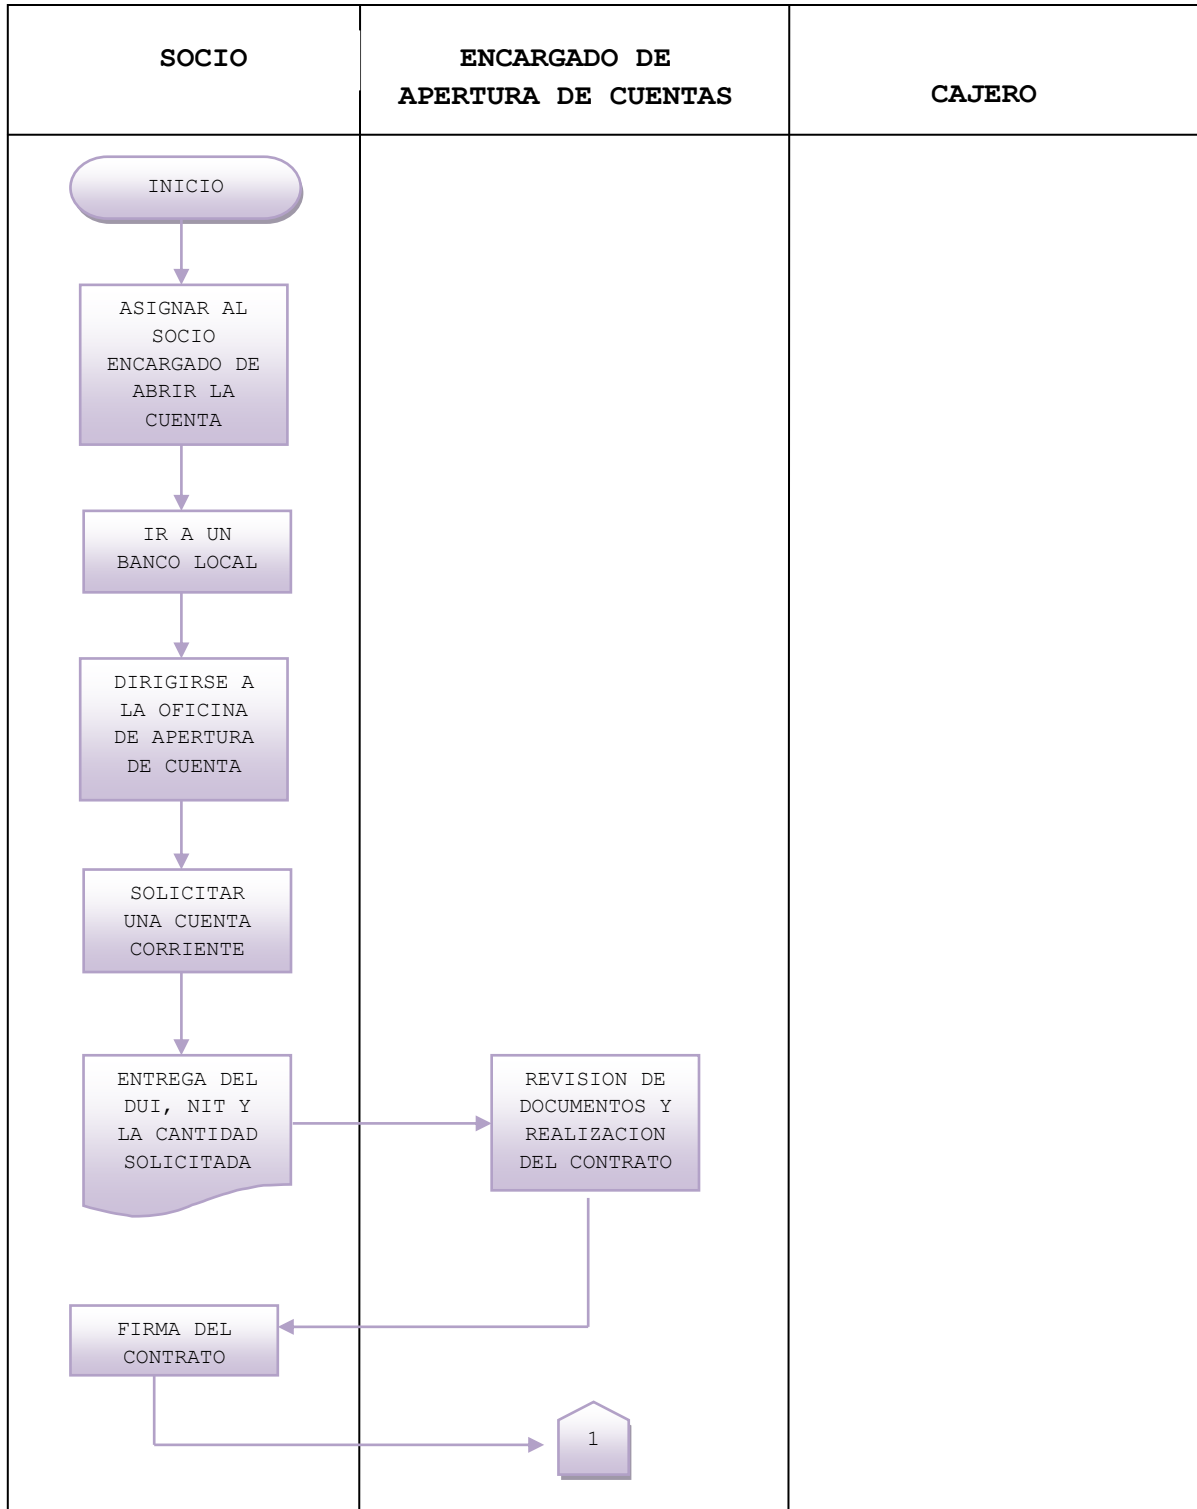 SOCIO
ENCARGADO DE
APERTURA DE CUENTAS
CAJERO
INICIO
ASIGNAR AL
SOCIO
ENCARGADO DE
ABRIR LA
CUENTA
IR A UN
BANCO LOCAL
DIRIGIRSE A
LA OFICINA
DE APERTURA
DE CUENTA
SOLICITAR
UNA CUENTA
CORRIENTE
ENTREGA DEL
DUI, NIT Y
LA CANTIDAD
SOLICITADA
REVISION DE
DOCUMENTOS Y
REALIZACION
DEL CONTRATO
FIRMA DEL
CONTRATO
1